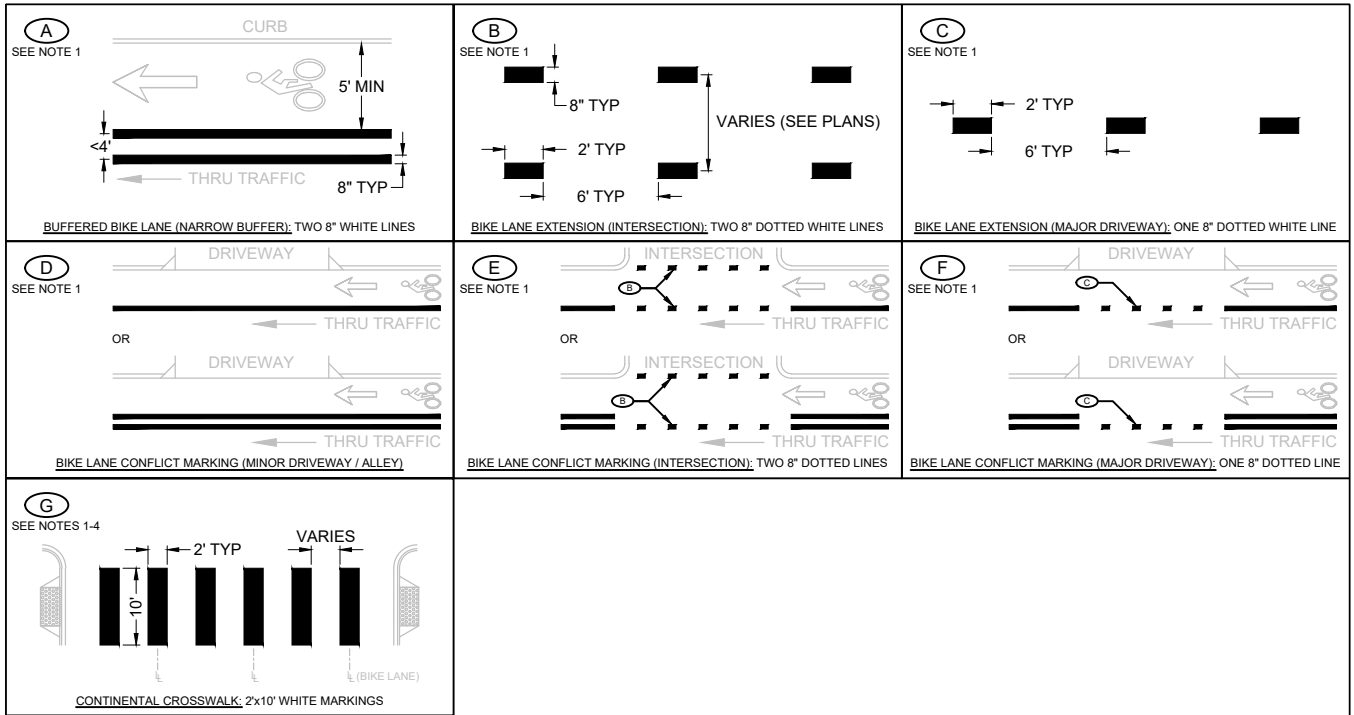 A
SEE NOTE 1
CURB
5' MIN
<4'
THRU TRAFFIC
8" TYP
BUFFERED BIKE LANE (NARROW BUFFER): TWO 8" WHITE LINES
B
SEE NOTE 1
8" TYP
VARIES (SEE PLANS)
2' TYP
6' TYP
BIKE LANE EXTENSION (INTERSECTION): TWO 8" DOTTED WHITE LINES
C
SEE NOTE 1
2' TYP
6' TYP
BIKE LANE EXTENSION (MAJOR DRIVEWAY): ONE 8" DOTTED WHITE LINE
D
SEE NOTE 1
DRIVEWAY
THRU TRAFFIC
OR
DRIVEWAY
THRU TRAFFIC
BIKE LANE CONFLICT MARKING (MINOR DRIVEWAY / ALLEY)
E
SEE NOTE 1
INTERSECTION
B
THRU TRAFFIC
OR
INTERSECTION
B
THRU TRAFFIC
BIKE LANE CONFLICT MARKING (INTERSECTION): TWO 8" DOTTED LINES
F
SEE NOTE 1
DRIVEWAY
C
THRU TRAFFIC
OR
DRIVEWAY
C
THRU TRAFFIC
BIKE LANE CONFLICT MARKING (MAJOR DRIVEWAY): ONE 8" DOTTED LINE
G
SEE NOTES 1-4
2' TYP
VARIES
10'
(BIKE LANE)
CONTINENTAL CROSSWALK: 2'x10' WHITE MARKINGS